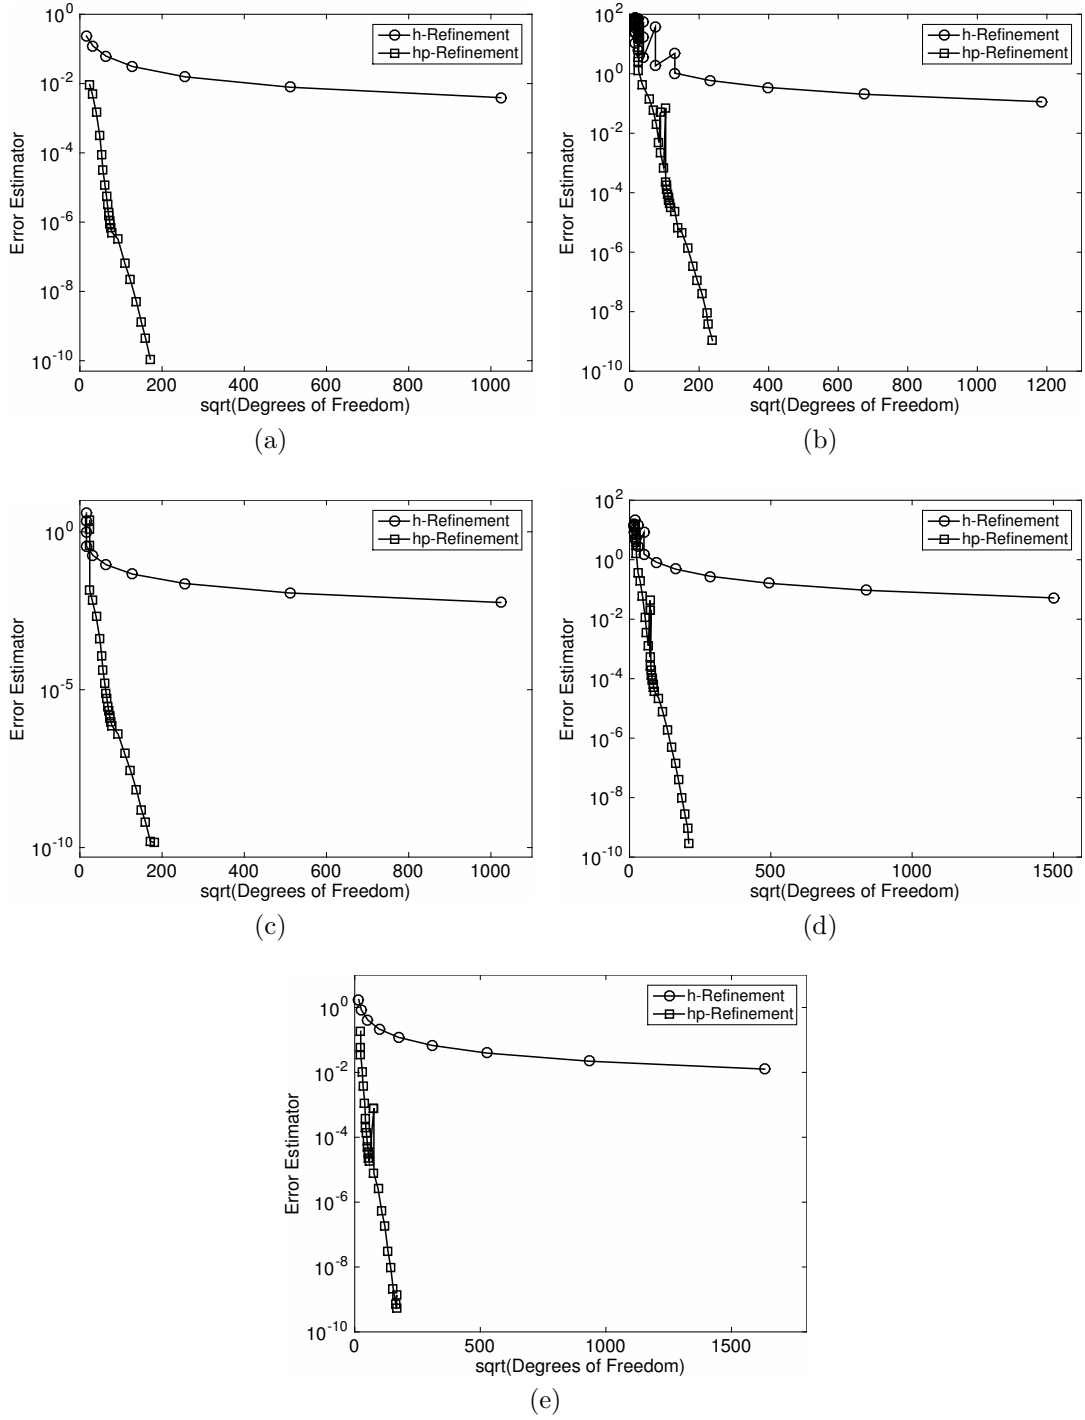 10^0
10^-2
10^-4
10^-6
10^-8
10^-10
Error Estimator
h-Refinement
hp-Refinement
0 200 400 600 800 1000
sqrt(Degrees of Freedom)
(a)
10^2
10^0
10^-2
10^-4
10^-6
10^-8
10^-10
Error Estimator
h-Refinement
hp-Refinement
0 200 400 600 800 1000 1200
sqrt(Degrees of Freedom)
(b)
10^0
10^-5
10^-10
Error Estimator
h-Refinement
hp-Refinement
0 200 400 600 800 1000
sqrt(Degrees of Freedom)
(c)
10^2
10^0
10^-2
10^-4
10^-6
10^-8
10^-10
Error Estimator
h-Refinement
hp-Refinement
0 500 1000 1500
sqrt(Degrees of Freedom)
(d)
10^0
10^-2
10^-4
10^-6
10^-8
10^-10
Error Estimator
h-Refinement
hp-Refinement
0 500 1000 1500
sqrt(Degrees of Freedom)
(e)